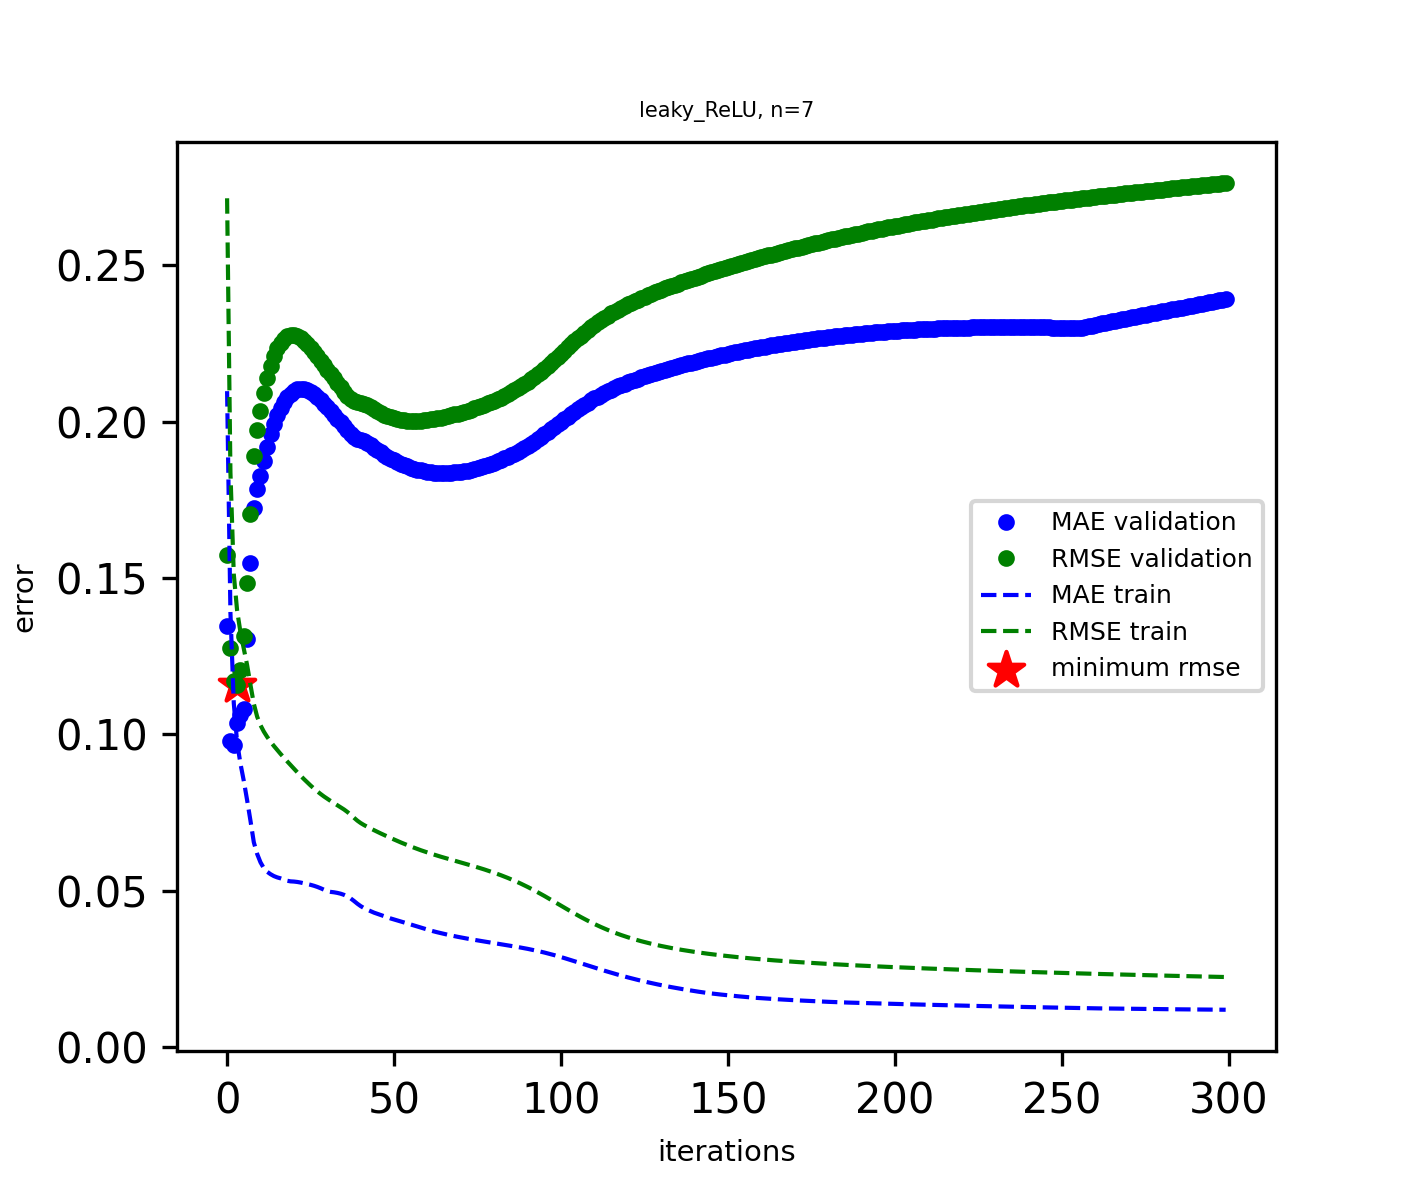 leaky_ReLU, n=7
error
0.25
0.20
0.15
0.10
0.05
0.00
MAE validation
RMSE validation
MAE train
RMSE train
minimum rmse
0 50 100 150 200 250 300
iterations